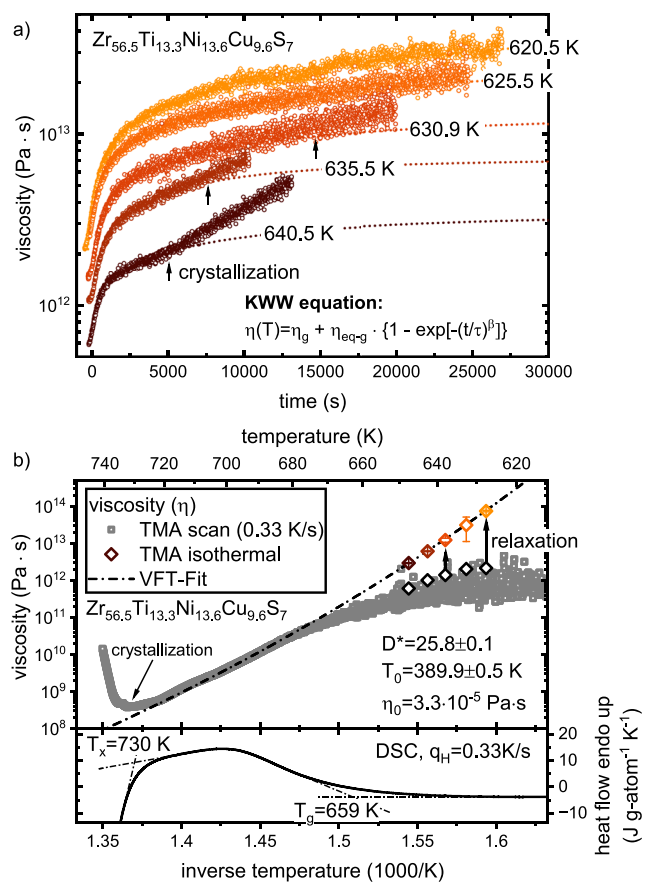 a)
Zr56.5Ti13.3Ni13.6Cu9.6S7
620.5 K
625.5 K
630.9 K
635.5 K
640.5 K
crystallization
KWW equation:
η(T)=ηg + ηeq-g · {1 - exp[-(t/τ)^β]}
viscosity (Pa · s)
10^13
10^12
0 5000 10000 15000 20000 25000 30000
time (s)
temperature (K)
b)
740 720 700 680 660 640 620
viscosity (η)
TMA scan (0.33 K/s)
TMA isothermal
VFT-Fit
relaxation
Zr56.5Ti13.3Ni13.6Cu9.6S7
crystallization
D*=25.8±0.1
T0=389.9±0.5 K
η0=3.3·10^-5 Pa·s
viscosity (Pa · s)
10^14
10^13
10^12
10^11
10^10
10^9
10^8
Tx=730 K
DSC, qH=0.33K/s
Tg=659 K
20
10
0
−10
heat flow endo up
(J g-atom^-1 K^-1)
1.35 1.4 1.45 1.5 1.55 1.6
inverse temperature (1000/K)